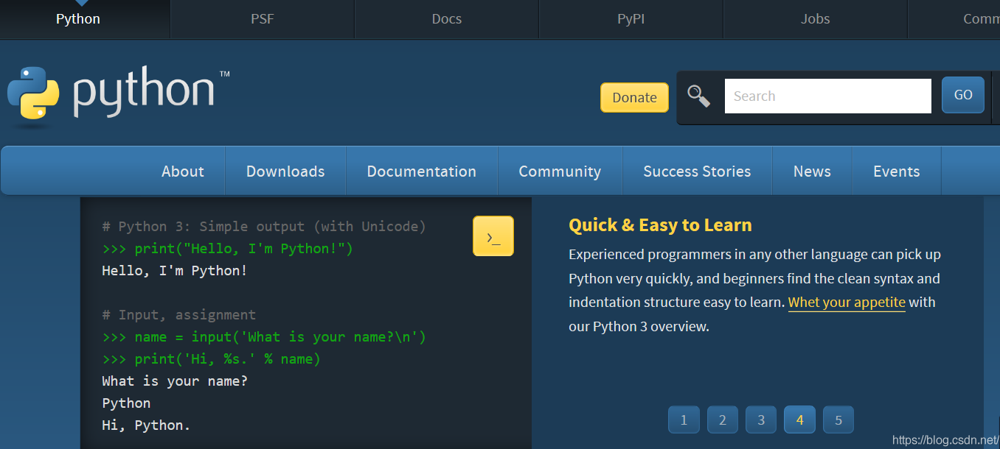 Python PSF Docs PyPI Jobs Comm
python™
Donate Search GO
About Downloads Documentation Community Success Stories News Events
# Python 3: Simple output (with Unicode)
>>> print("Hello, I'm Python!")
Hello, I'm Python!
# Input, assignment
>>> name = input('What is your name?\n')
>>> print('Hi, %s.' % name)
What is your name?
Python
Hi, Python.
>_
Quick & Easy to Learn
Experienced programmers in any other language can pick up
Python very quickly, and beginners find the clean syntax and
indentation structure easy to learn. Whet your appetite with
our Python 3 overview.
1 2 3 4 5
https://blog.csdn.net/